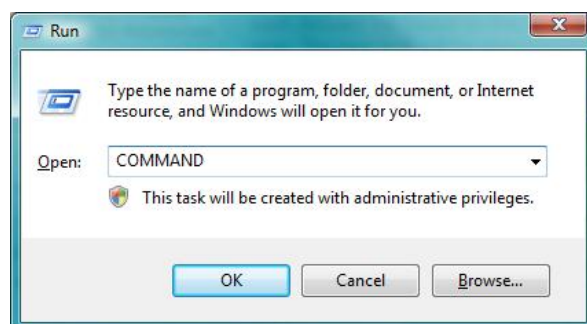 Run
Type the name of a program, folder, document, or Internet
resource, and Windows will open it for you.
Open: COMMAND
This task will be created with administrative privileges.
OK Cancel Browse...